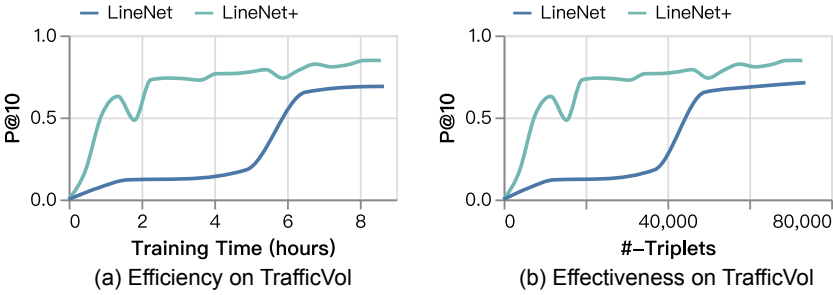 LineNet LineNet+
1.0
0.5
0.0
P@10
0 2 4 6 8
Training Time (hours)
(a) Efficiency on TrafficVol
LineNet LineNet+
1.0
0.5
0.0
P@10
0 40,000 80,000
#–Triplets
(b) Effectiveness on TrafficVol